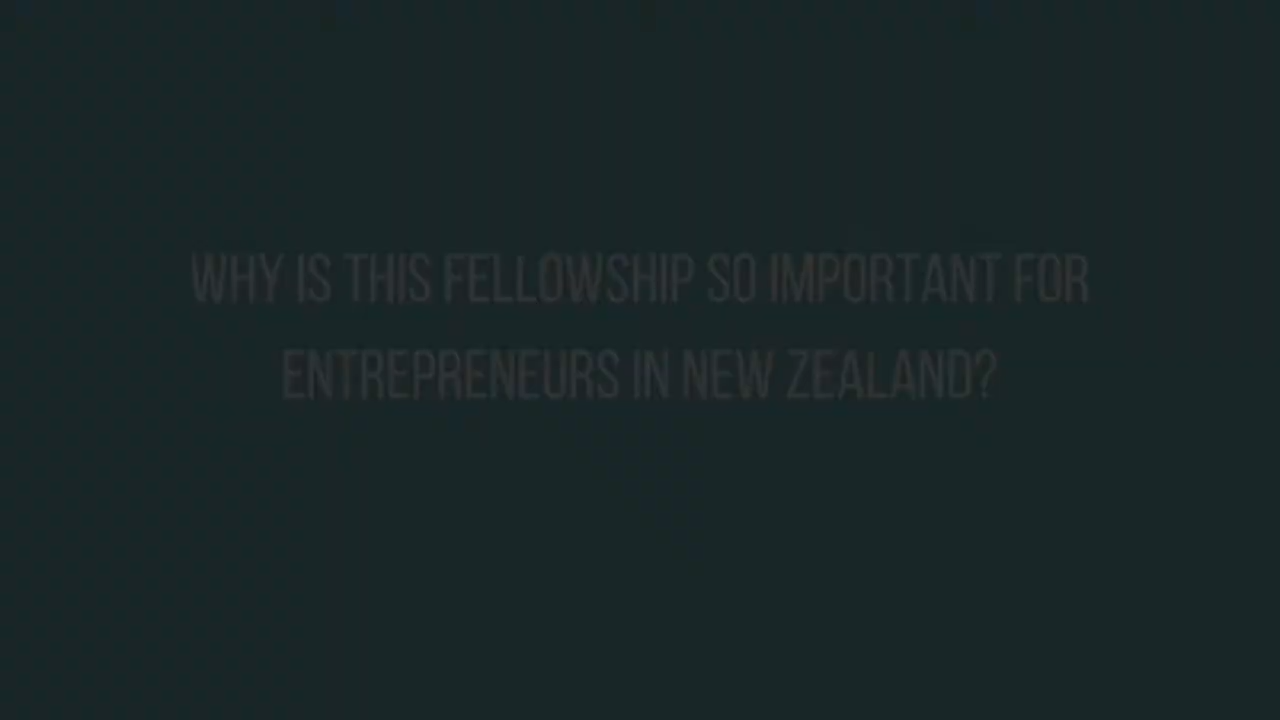 WHY IS THIS FELLOWSHIP SO IMPORTANT FOR
ENTREPRENEURS IN NEW ZEALAND?